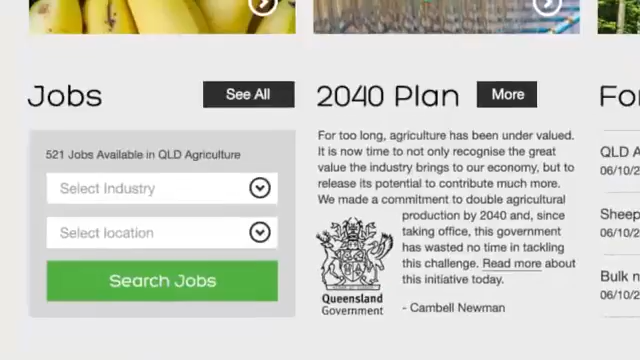 Jobs
See All
521 Jobs Available in QLD Agriculture
Select Industry
Select location
Search Jobs
2040 Plan
More
For too long, agriculture has been under valued.
It is now time to not only recognise the great
value the industry brings to our economy, but to
release its potential to contribute much more.
We made a commitment to double agricultural
production by 2040 and, since
taking office, this government
has wasted no time in tackling
this challenge. Read more about
this initiative today.
- Cambell Newman
Queensland
Government
For
QLD A
06/10/2
Sheep
06/10/2
Bulk n
06/10/2